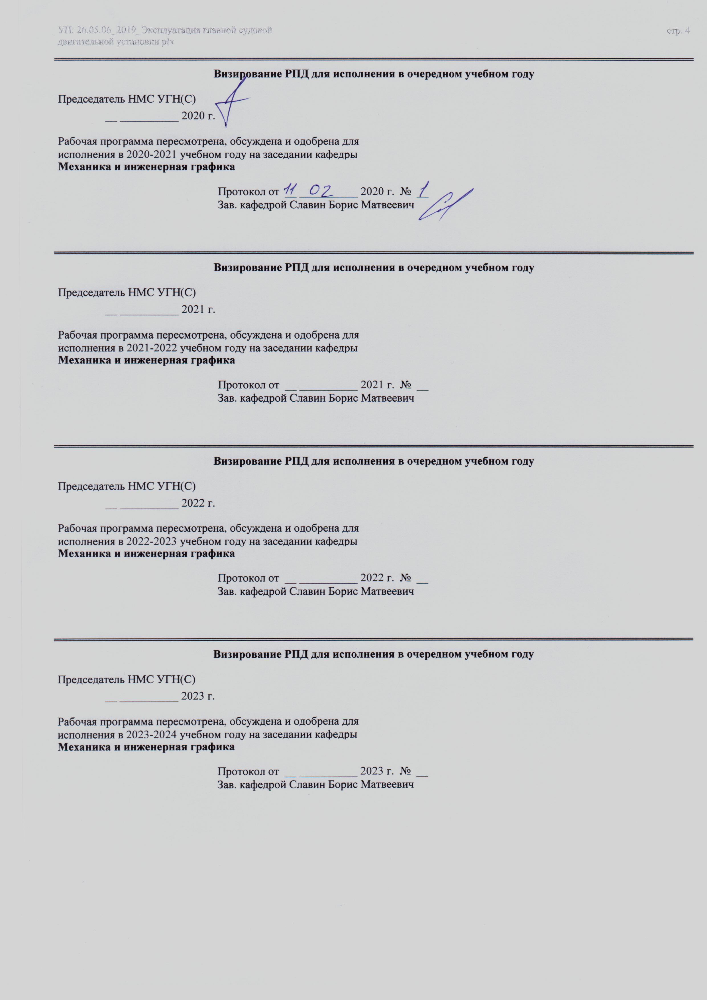 УП: 26.05.06_2019_Эксплуатация главной судовой
двигательной установки.plx
стр. 4
Визирование РПД для исполнения в очередном учебном году
Председатель НМС УГН(С)
__ __________ 2020 г.
Рабочая программа пересмотрена, обсуждена и одобрена для
исполнения в 2020-2021 учебном году на заседании кафедры
Механика и инженерная графика
Протокол от 11 02 2020 г. № 1
Зав. кафедрой Славин Борис Матвеевич
Визирование РПД для исполнения в очередном учебном году
Председатель НМС УГН(С)
__ __________ 2021 г.
Рабочая программа пересмотрена, обсуждена и одобрена для
исполнения в 2021-2022 учебном году на заседании кафедры
Механика и инженерная графика
Протокол от __ __________ 2021 г. № __
Зав. кафедрой Славин Борис Матвеевич
Визирование РПД для исполнения в очередном учебном году
Председатель НМС УГН(С)
__ __________ 2022 г.
Рабочая программа пересмотрена, обсуждена и одобрена для
исполнения в 2022-2023 учебном году на заседании кафедры
Механика и инженерная графика
Протокол от __ __________ 2022 г. № __
Зав. кафедрой Славин Борис Матвеевич
Визирование РПД для исполнения в очередном учебном году
Председатель НМС УГН(С)
__ __________ 2023 г.
Рабочая программа пересмотрена, обсуждена и одобрена для
исполнения в 2023-2024 учебном году на заседании кафедры
Механика и инженерная графика
Протокол от __ __________ 2023 г. № __
Зав. кафедрой Славин Борис Матвеевич